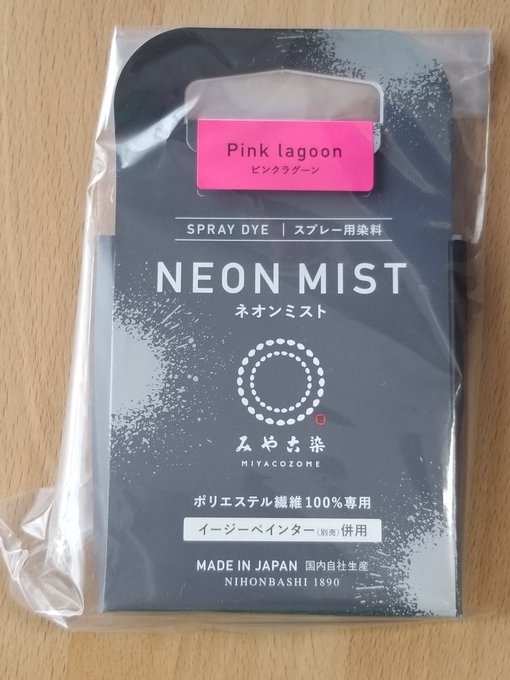 Pink lagoon
ピンクラグーン
SPRAY DYE | スプレー用染料
NEON MIST
ネオンミスト
みや古染
MIYACOZOME
ポリエステル繊維100%専用
イージーペインター(別売)併用
MADE IN JAPAN 国内自社生産
NIHONBASHI 1890